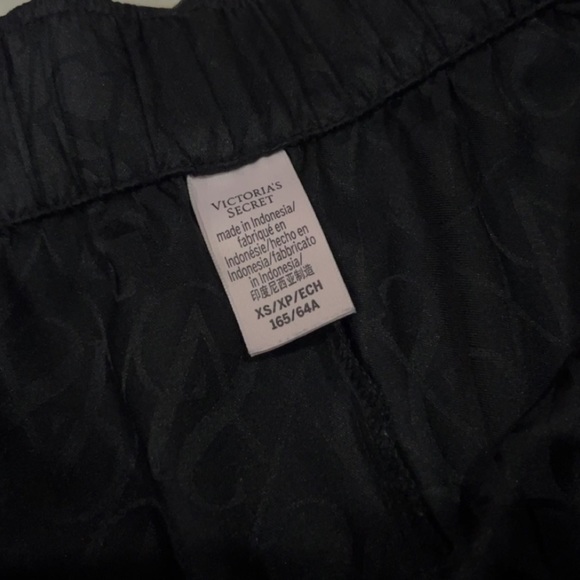 VICTORIA'S
SECRET
made in Indonesia/
fabriqué en
Indonésie/hecho en
Indonesia/fabbricato
in Indonesia/
印度尼西亚制造
XS/XP/ECH
165/64A